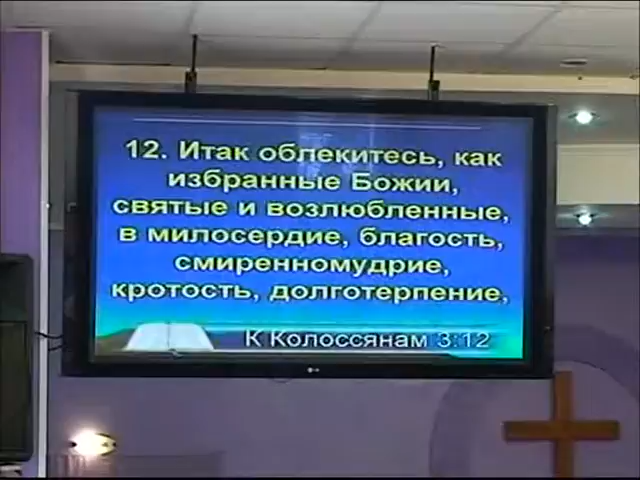 12. Итак облекитесь, как
избранные Божии,
святые и возлюбленные,
в милосердие, благость,
смиренномудрие,
кротость, долготерпение,
К Колоссянам 3:12